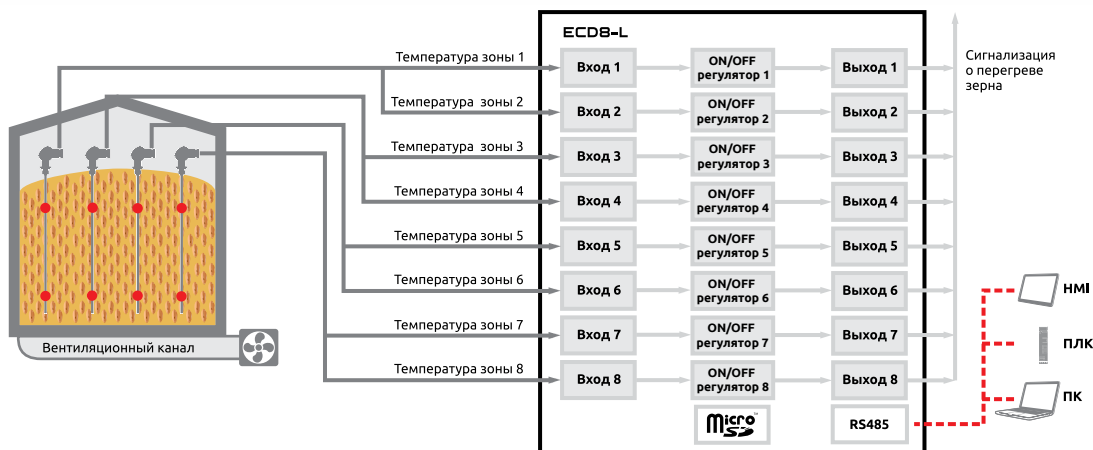 ECD8-L
Температура зоны 1
Вход 1
ON/OFF
регулятор 1
Выход 1
Сигнализация
о перегреве
зерна
Температура зоны 2
Вход 2
ON/OFF
регулятор 2
Выход 2
Температура зоны 3
Вход 3
ON/OFF
регулятор 3
Выход 3
Температура зоны 4
Вход 4
ON/OFF
регулятор 4
Выход 4
Температура зоны 5
Вход 5
ON/OFF
регулятор 5
Выход 5
Температура зоны 6
Вход 6
ON/OFF
регулятор 6
Выход 6
HMI
Температура зоны 7
Вход 7
ON/OFF
регулятор 7
Выход 7
ПЛК
Вентиляционный канал
Температура зоны 8
Вход 8
ON/OFF
регулятор 8
Выход 8
ПК
Micro SD
RS485